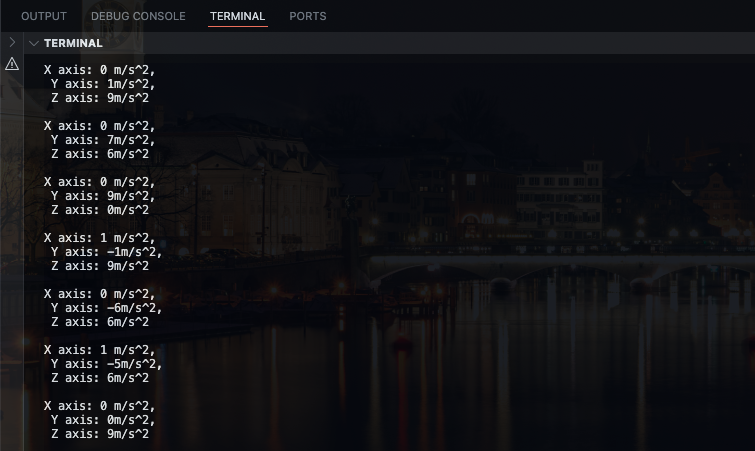 OUTPUT DEBUG CONSOLE TERMINAL PORTS
TERMINAL
X axis: 0 m/s^2,
Y axis: 1m/s^2,
Z axis: 9m/s^2
X axis: 0 m/s^2,
Y axis: 7m/s^2,
Z axis: 6m/s^2
X axis: 0 m/s^2,
Y axis: 9m/s^2,
Z axis: 0m/s^2
X axis: 1 m/s^2,
Y axis: -1m/s^2,
Z axis: 9m/s^2
X axis: 0 m/s^2,
Y axis: -6m/s^2,
Z axis: 6m/s^2
X axis: 1 m/s^2,
Y axis: -5m/s^2,
Z axis: 6m/s^2
X axis: 0 m/s^2,
Y axis: 0m/s^2,
Z axis: 9m/s^2